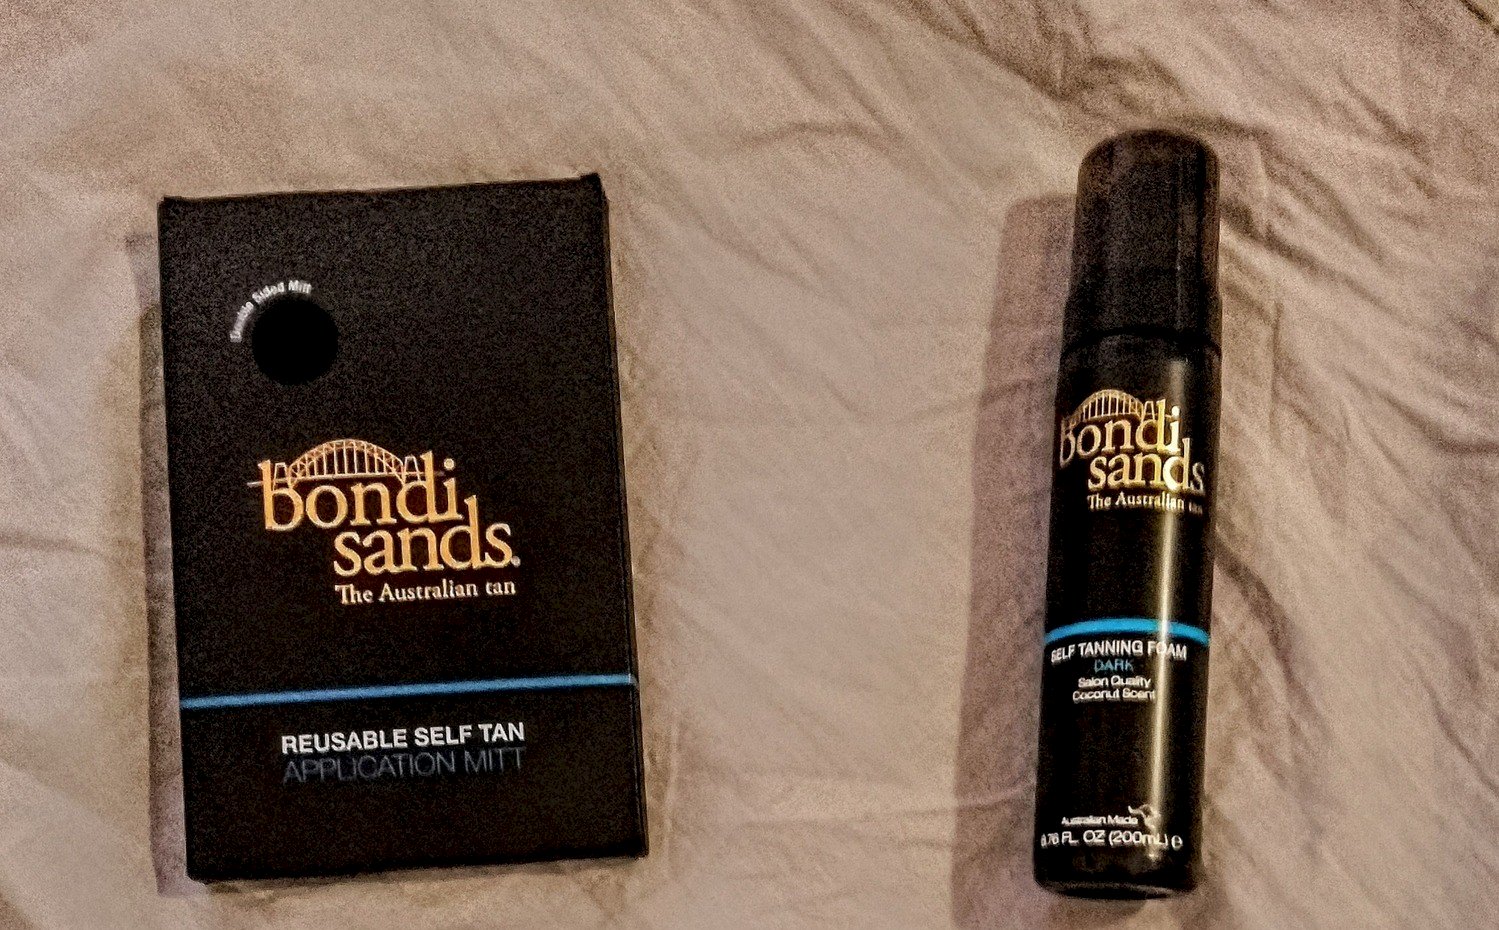 Double Sided Mitt
bondi
sands
The Australian tan
REUSABLE SELF TAN
APPLICATION MITT
bondi
sands
The Australian tan
SELF TANNING FOAM
DARK
Salon Quality
Coconut Scent
Australian Made
6.76 FL. OZ (200mL) e